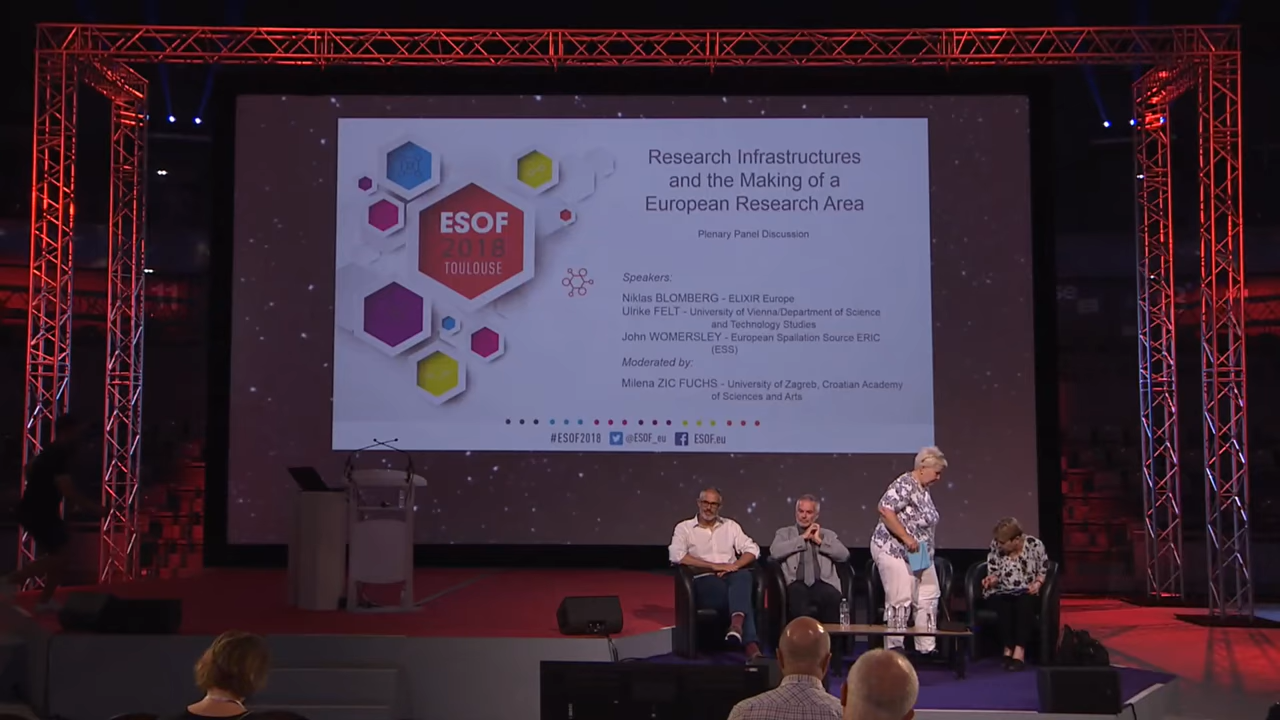 ESOF
2018
TOULOUSE
Research Infrastructures
and the Making of a
European Research Area
Plenary Panel Discussion
Speakers:
Niklas BLOMBERG - ELIXIR Europe
Ulrike FELT - University of Vienna/Department of Science
and Technology Studies
John WOMERSLEY - European Spallation Source ERIC
(ESS)
Moderated by:
Milena ZIC FUCHS - University of Zagreb, Croatian Academy
of Sciences and Arts
#ESOF2018 @ESOF_eu ESOF.eu